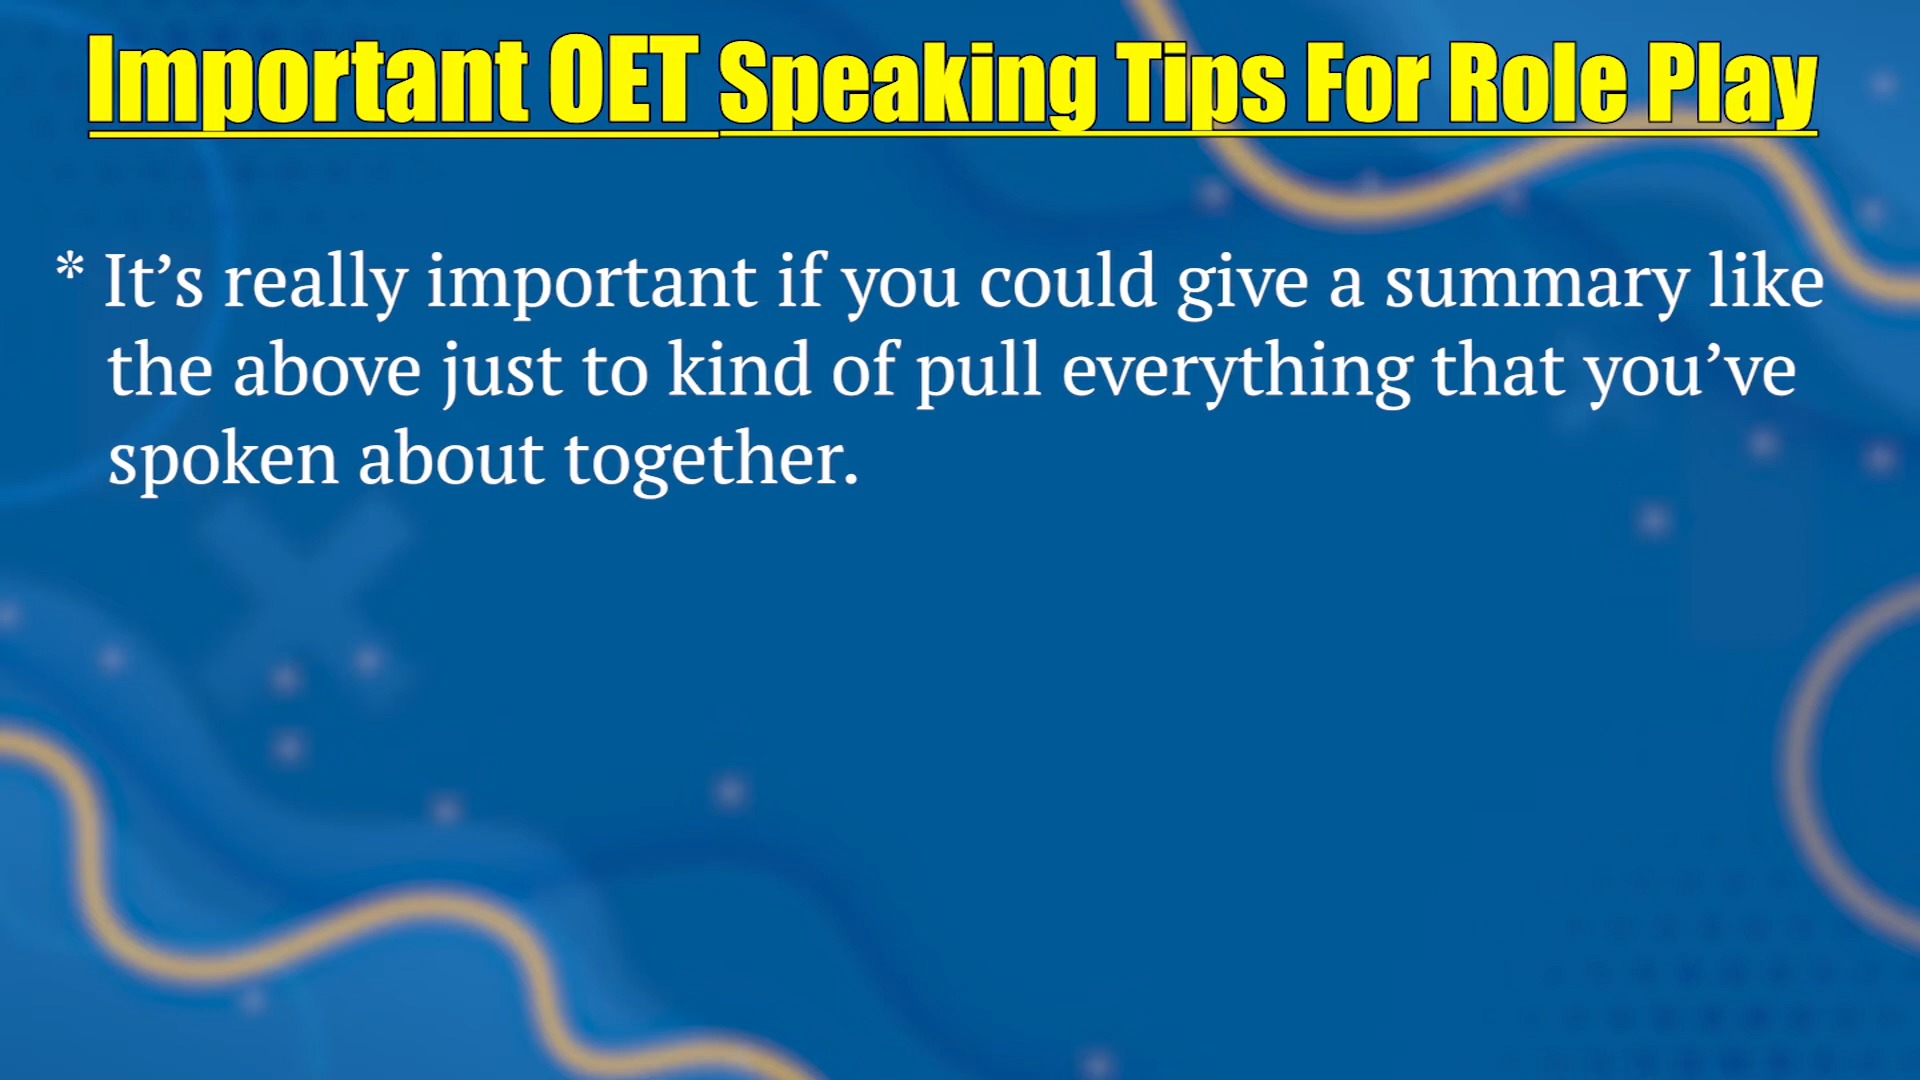 Important OET Speaking Tips For Role Play
* It’s really important if you could give a summary like
the above just to kind of pull everything that you’ve
spoken about together.